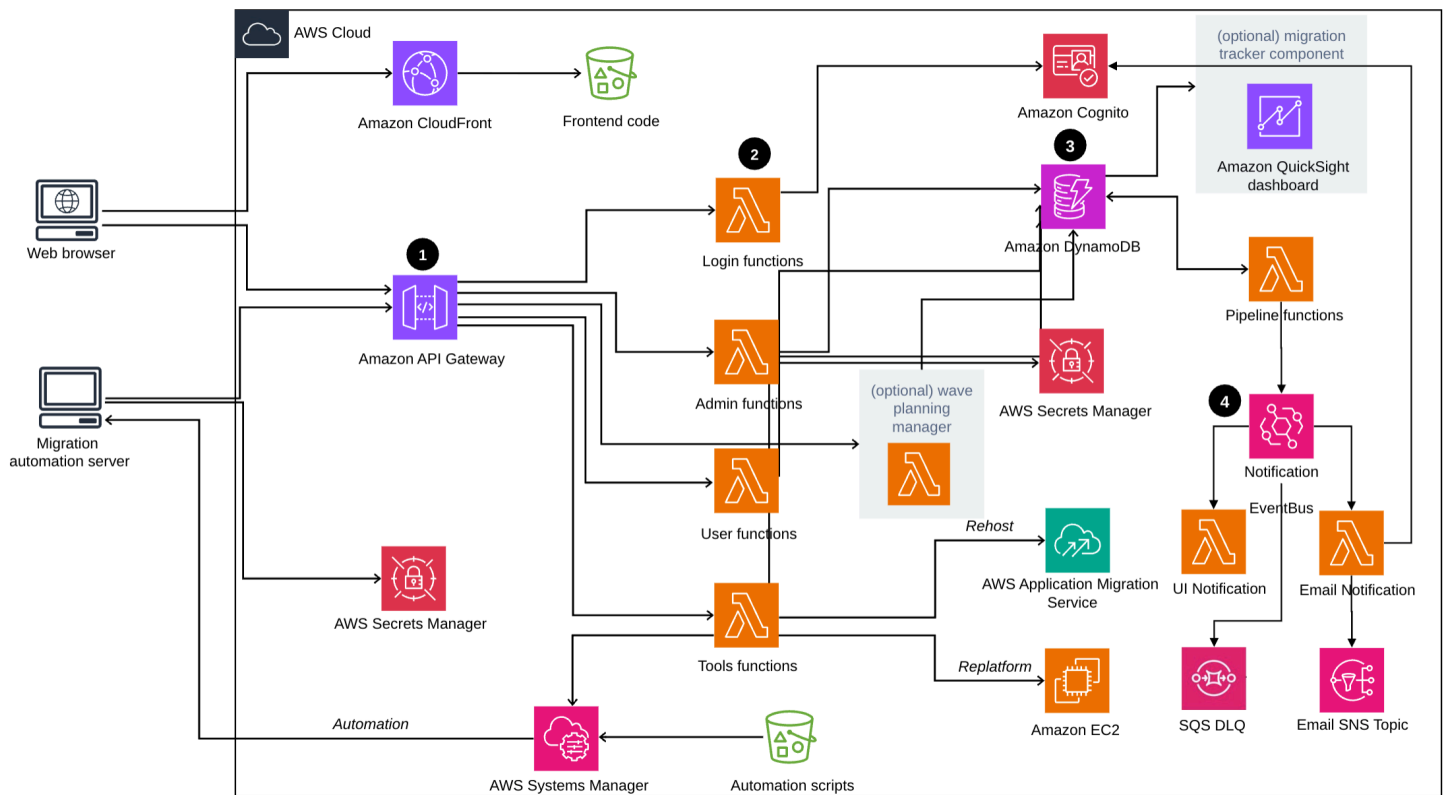 AWS Cloud
Amazon CloudFront
Frontend code
Amazon Cognito
(optional) migration
tracker component
Amazon QuickSight
dashboard
2
3
Web browser
Login functions
Amazon DynamoDB
1
Amazon API Gateway
Pipeline functions
Admin functions
(optional) wave
planning
manager
AWS Secrets Manager
4
Migration
automation server
Notification
EventBus
User functions
Rehost
AWS Application Migration
Service
UI Notification
Email Notification
AWS Secrets Manager
Tools functions
Replatform
Amazon EC2
SQS DLQ
Email SNS Topic
Automation
AWS Systems Manager
Automation scripts